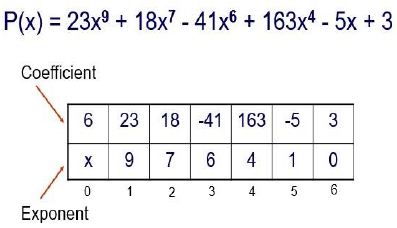 P(x) = 23x⁹ + 18x⁷ - 41x⁶ + 163x⁴ - 5x + 3
Coefficient
6 23 18 -41 163 -5 3
x 9 7 6 4 1 0
0 1 2 3 4 5 6
Exponent